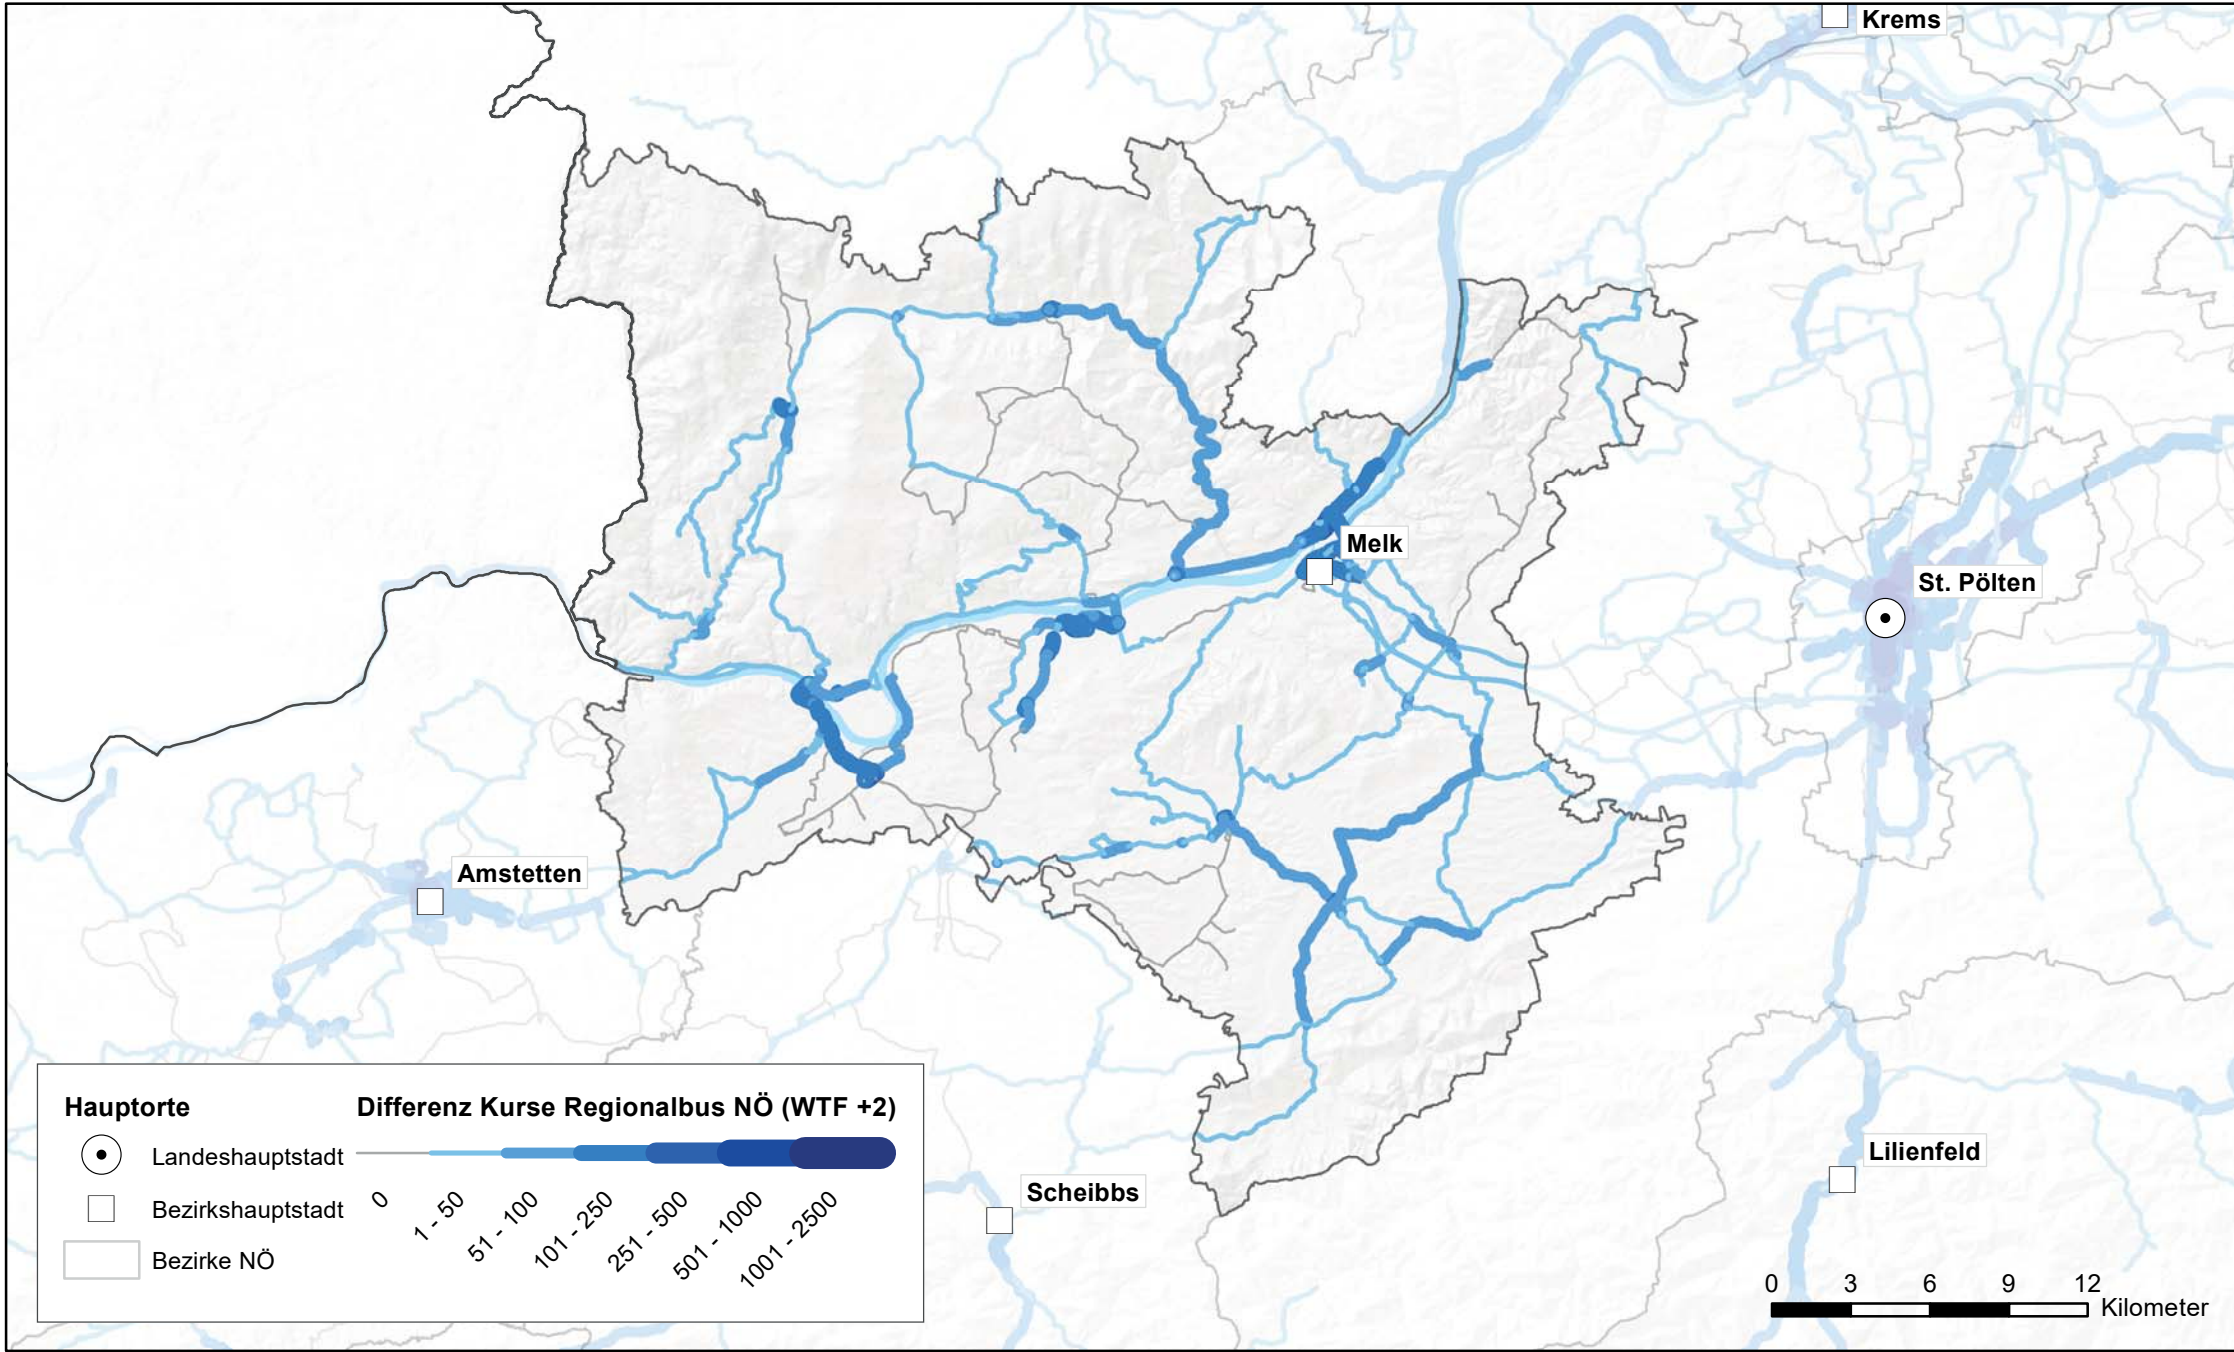 Krems
Melk
St. Pölten
Amstetten
Hauptorte
Differenz Kurse Regionalbus NÖ (WTF +2)
Landeshauptstadt
Bezirkshauptstadt
Bezirke NÖ
0
1 - 50
51 - 100
101 - 250
251 - 500
501 - 1000
1001 - 2500
Scheibbs
Lilienfeld
0 3 6 9 12
Kilometer